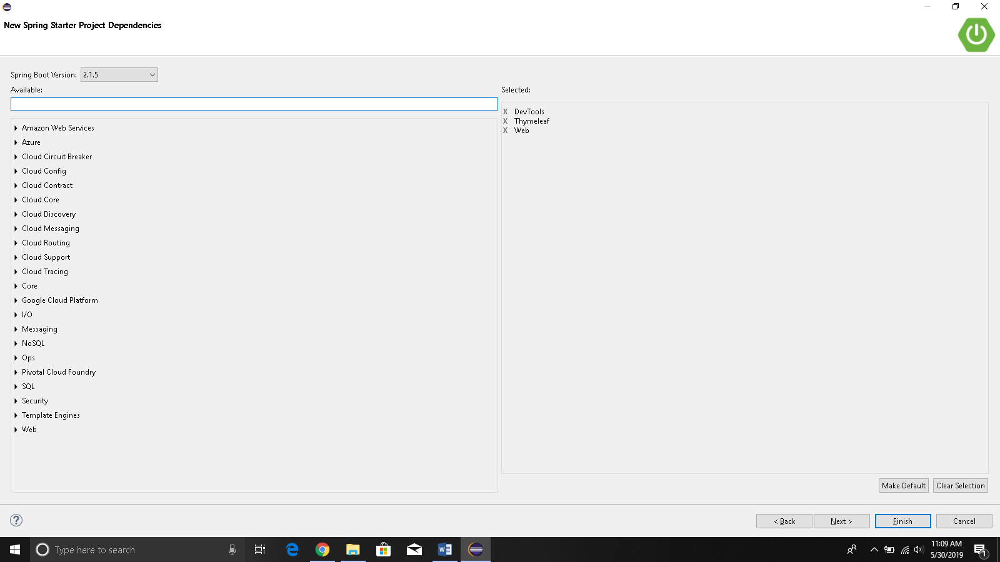 New Spring Starter Project Dependencies
Spring Boot Version: 2.1.5
Available:
Amazon Web Services
Azure
Cloud Circuit Breaker
Cloud Config
Cloud Contract
Cloud Core
Cloud Discovery
Cloud Messaging
Cloud Routing
Cloud Support
Cloud Tracing
Core
Google Cloud Platform
I/O
Messaging
NoSQL
Ops
Pivotal Cloud Foundry
SQL
Security
Template Engines
Web
Selected:
X DevTools
X Thymeleaf
X Web
Make Default Clear Selection
? < Back Next > Finish Cancel
Type here to search
11:09 AM
5/30/2019
1